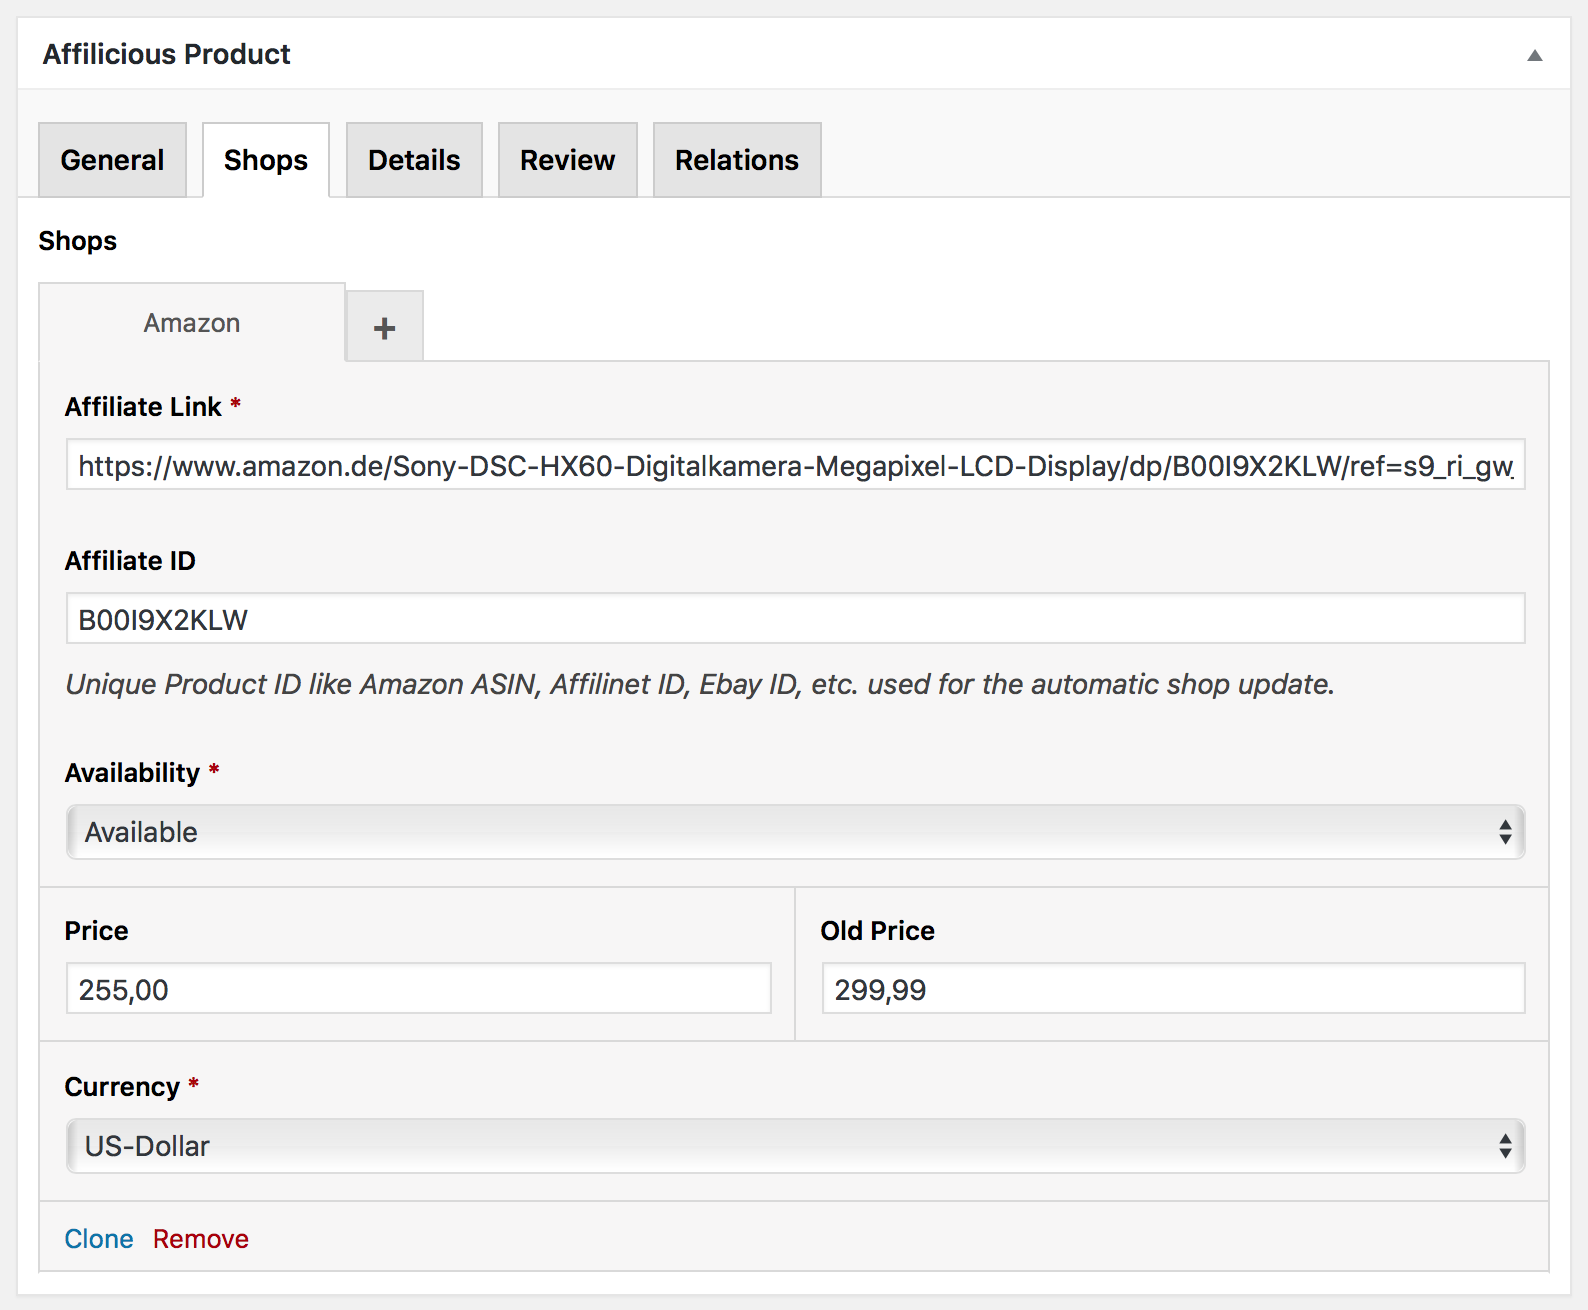 Affilicious Product
General Shops Details Review Relations
Shops
Amazon +
Affiliate Link *
https://www.amazon.de/Sony-DSC-HX60-Digitalkamera-Megapixel-LCD-Display/dp/B00I9X2KLW/ref=s9_ri_gw_
Affiliate ID
B00I9X2KLW
Unique Product ID like Amazon ASIN, Affilinet ID, Ebay ID, etc. used for the automatic shop update.
Availability *
Available
Price Old Price
255,00 299,99
Currency *
US-Dollar
Clone Remove